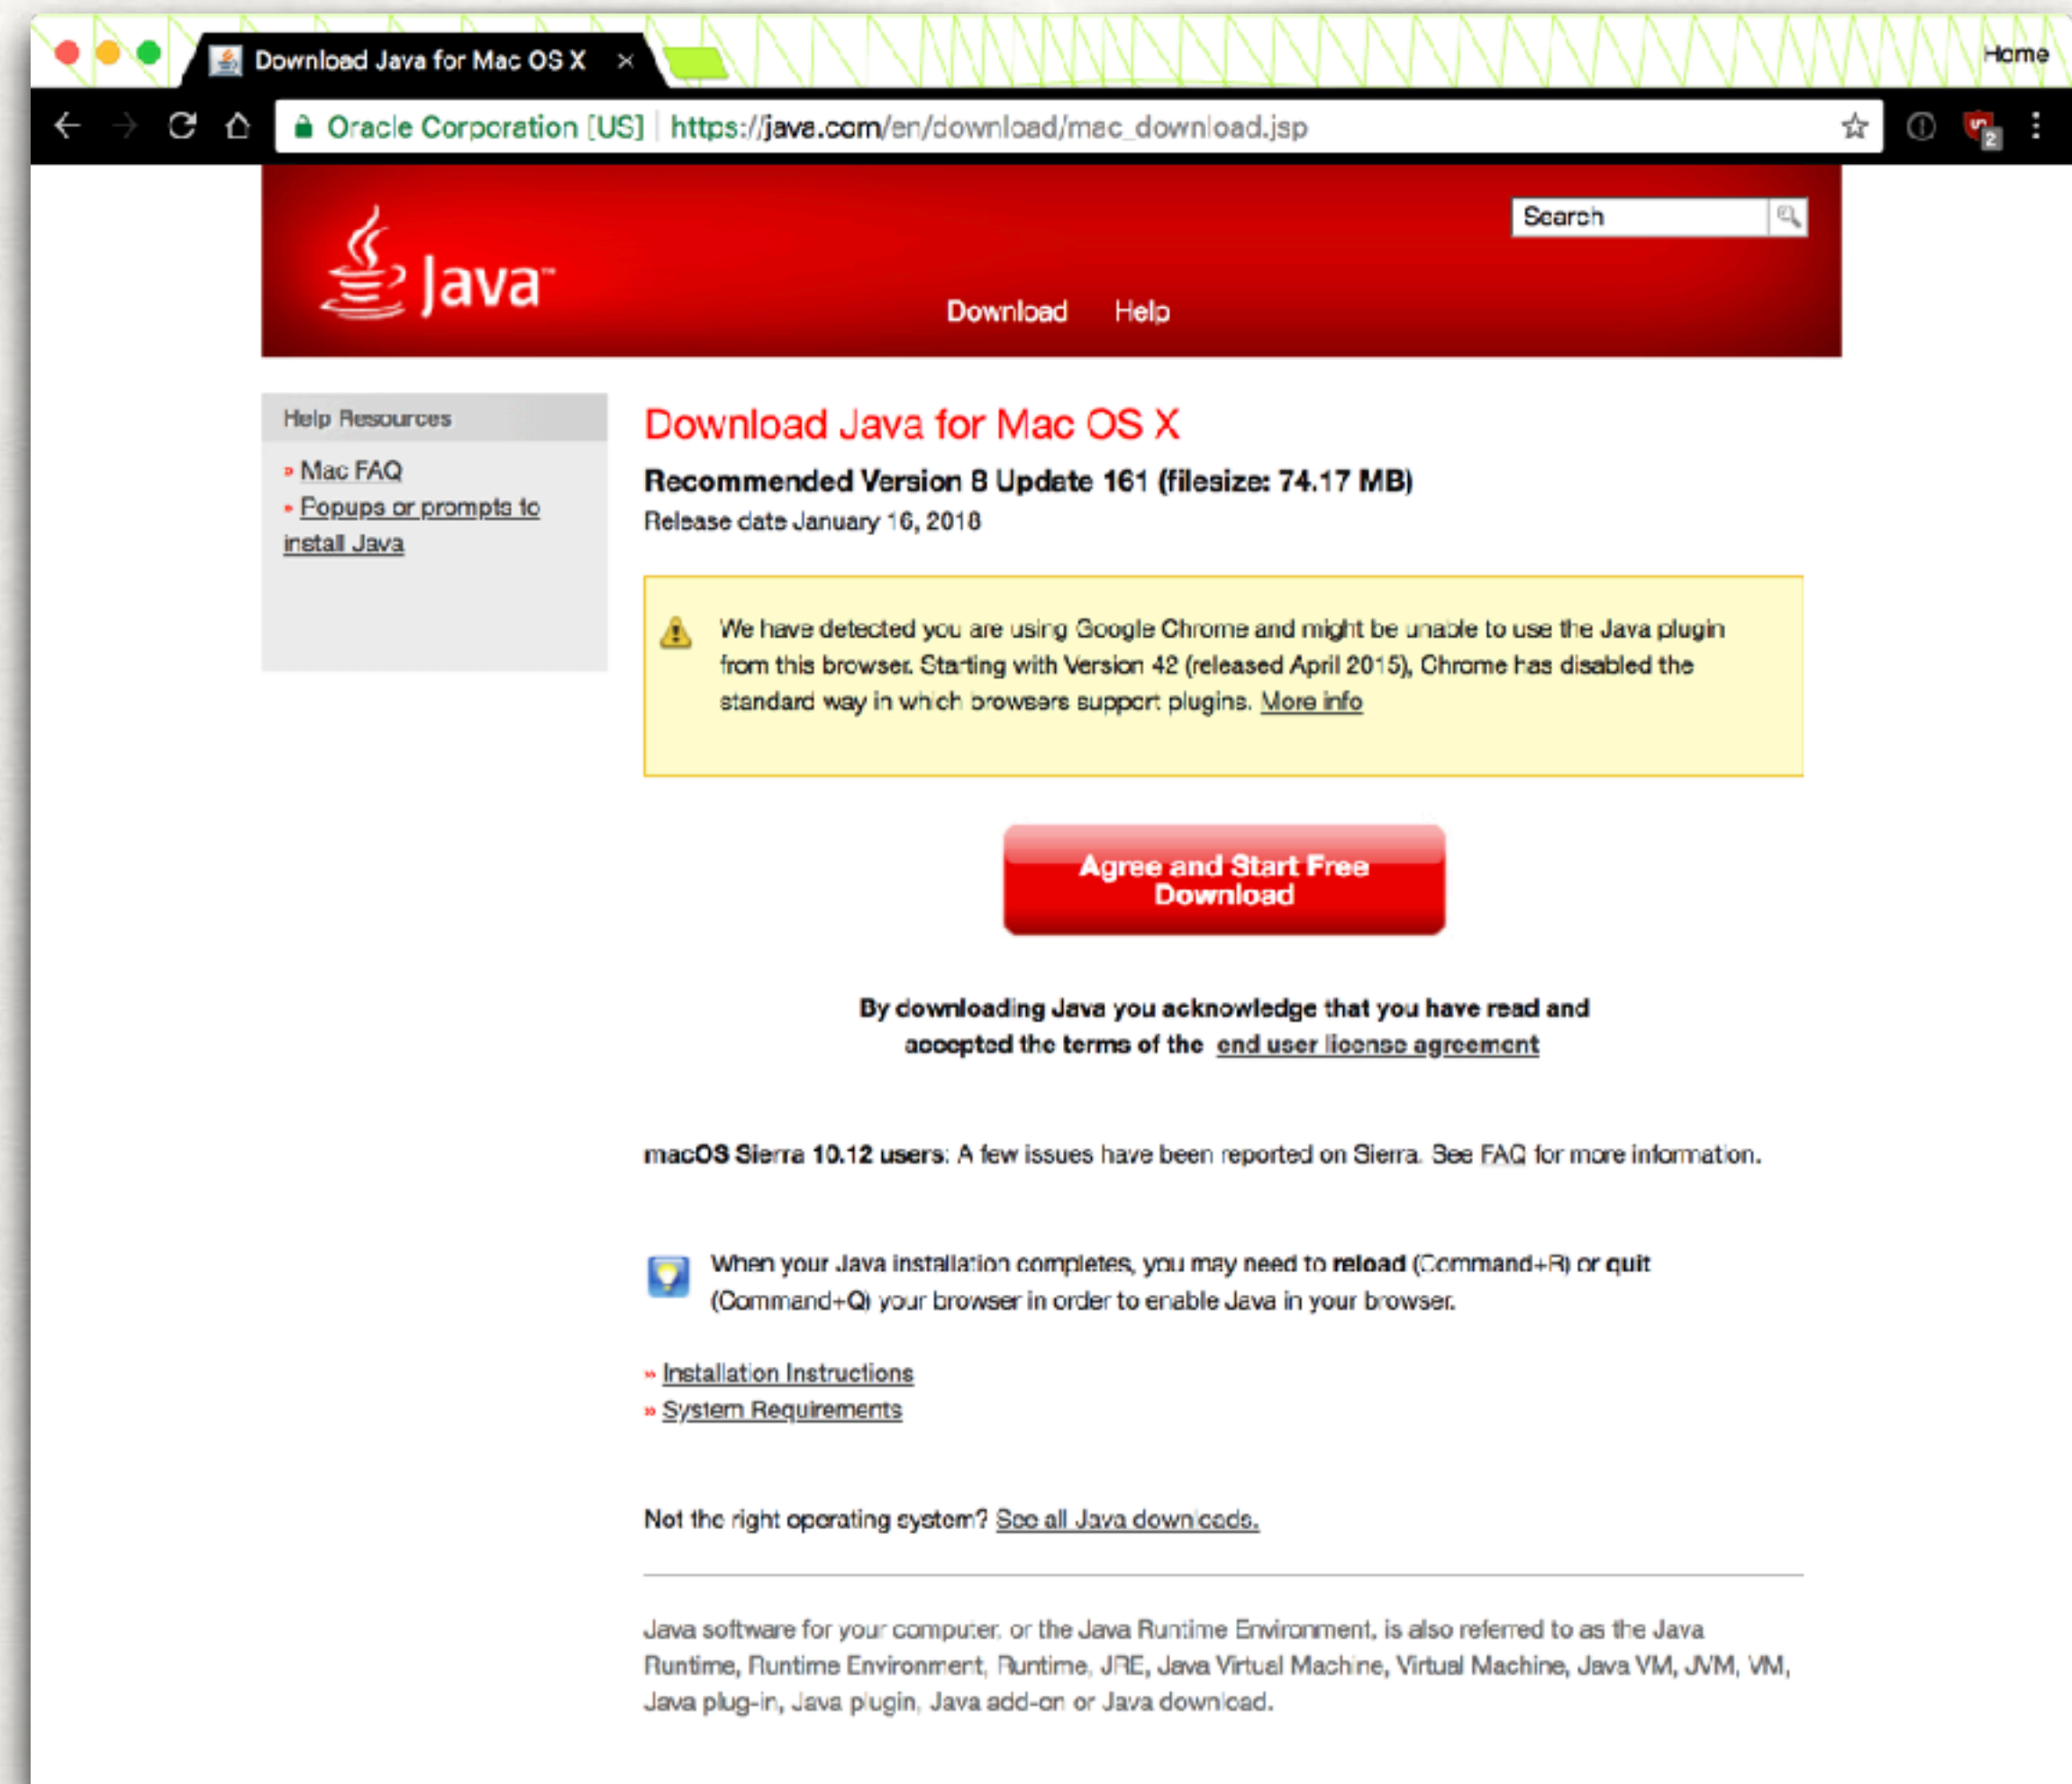 Download Java for Mac OS X
Home
Oracle Corporation [US] https://java.com/en/download/mac_download.jsp
2
Search
Java™
Download Help
Help Resources
» Mac FAQ
» Popups or prompts to
install Java
Download Java for Mac OS X
Recommended Version 8 Update 161 (filesize: 74.17 MB)
Release date January 16, 2018
We have detected you are using Google Chrome and might be unable to use the Java plugin
from this browser. Starting with Version 42 (released April 2015), Chrome has disabled the
standard way in which browsers support plugins. More info
Agree and Start Free
Download
By downloading Java you acknowledge that you have read and
accepted the terms of the end user license agreement
macOS Sierra 10.12 users: A few issues have been reported on Sierra. See FAQ for more information.
When your Java installation completes, you may need to reload (Command+R) or quit
(Command+Q) your browser in order to enable Java in your browser.
» Installation Instructions
» System Requirements
Not the right operating system? See all Java downloads.
Java software for your computer, or the Java Runtime Environment, is also referred to as the Java
Runtime, Runtime Environment, Runtime, JRE, Java Virtual Machine, Virtual Machine, Java VM, JVM, VM,
Java plug-in, Java plugin, Java add-on or Java download.